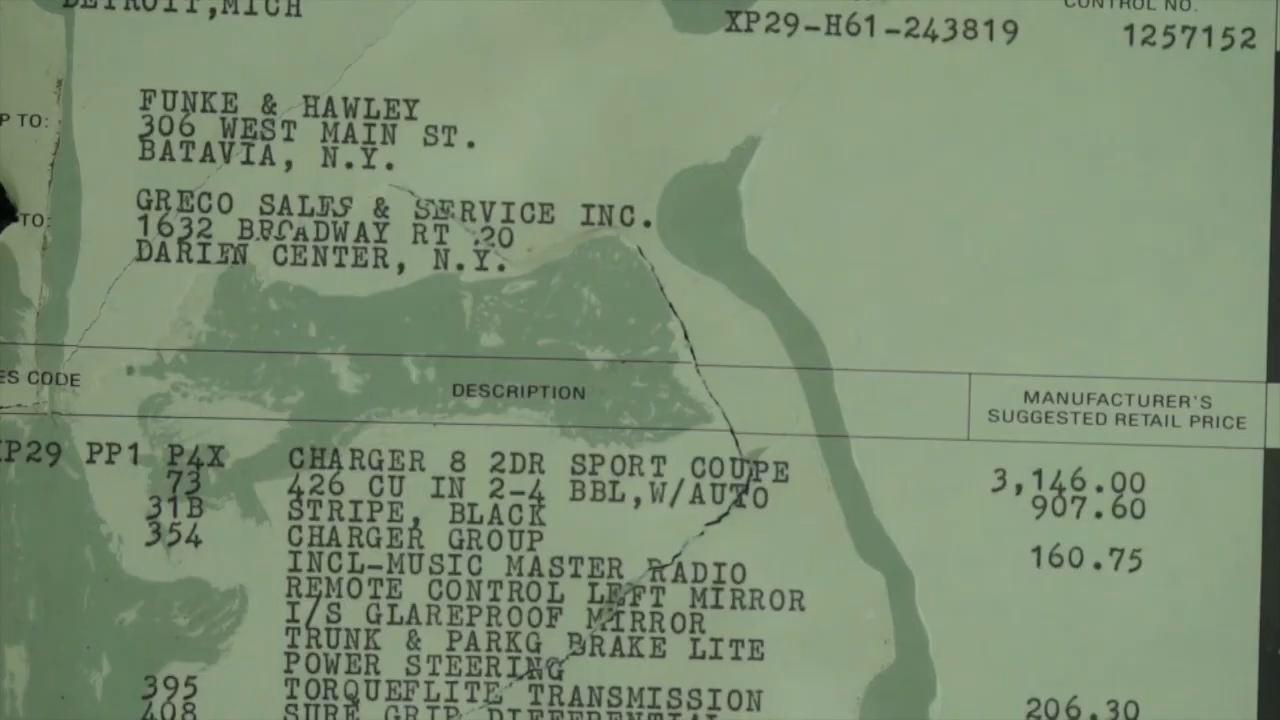 DETROIT,MICH
CONTROL NO.
XP29-H61-243819 1257152
FUNKE & HAWLEY
P TO: 306 WEST MAIN ST.
BATAVIA, N.Y.
GRECO SALES & SERVICE INC.
TO: 1632 BROADWAY RT 20
DARIEN CENTER, N.Y.
ES CODE DESCRIPTION MANUFACTURER'S
SUGGESTED RETAIL PRICE
XP29 PP1 P4X CHARGER 8 2DR SPORT COUPE 3,146.00
73 426 CU IN 2-4 BBL,W/AUTO 907.60
31B STRIPE, BLACK
354 CHARGER GROUP 160.75
INCL-MUSIC MASTER RADIO
REMOTE CONTROL LEFT MIRROR
I/S GLAREPROOF MIRROR
TRUNK & PARKG BRAKE LITE
POWER STEERING
395 TORQUEFLITE TRANSMISSION 206.30
408 SURE GRIP DIFFERENTIAL